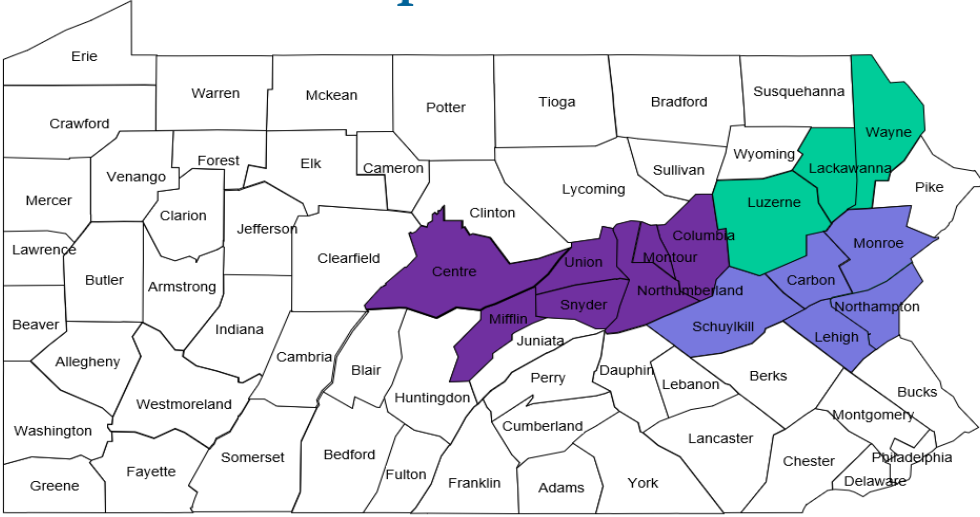 Erie
Warren
Mckean
Potter
Tioga
Bradford
Susquehanna
Wayne
Crawford
Forest
Elk
Cameron
Sullivan
Wyoming
Lackawanna
Pike
Venango
Mercer
Clarion
Jefferson
Clinton
Lycoming
Luzerne
Lawrence
Butler
Armstrong
Clearfield
Centre
Union
Montour
Columbia
Monroe
Carbon
Beaver
Indiana
Mifflin
Snyder
Northumberland
Northampton
Schuylkill
Lehigh
Allegheny
Cambria
Blair
Juniata
Huntingdon
Perry
Dauphin
Lebanon
Berks
Bucks
Westmoreland
Washington
Cumberland
Lancaster
Montgomery
Greene
Fayette
Somerset
Bedford
Fulton
Franklin
Adams
York
Chester
Philadelphia
Delaware